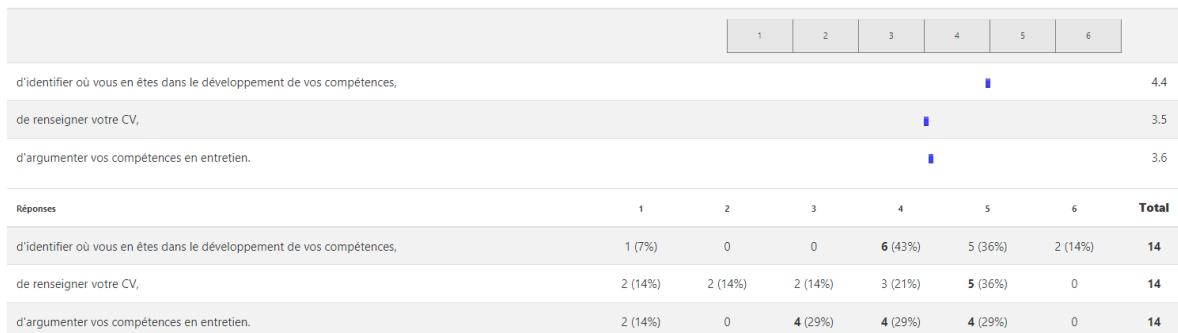 1 2 3 4 5 6
d'identifier où vous en êtes dans le développement de vos compétences, 4.4
de renseigner votre CV, 3.5
d'argumenter vos compétences en entretien. 3.6
Réponses 1 2 3 4 5 6 Total
d'identifier où vous en êtes dans le développement de vos compétences, 1 (7%) 0 0 6 (43%) 5 (36%) 2 (14%) 14
de renseigner votre CV, 2 (14%) 2 (14%) 2 (14%) 3 (21%) 5 (36%) 0 14
d'argumenter vos compétences en entretien. 2 (14%) 0 4 (29%) 4 (29%) 4 (29%) 0 14